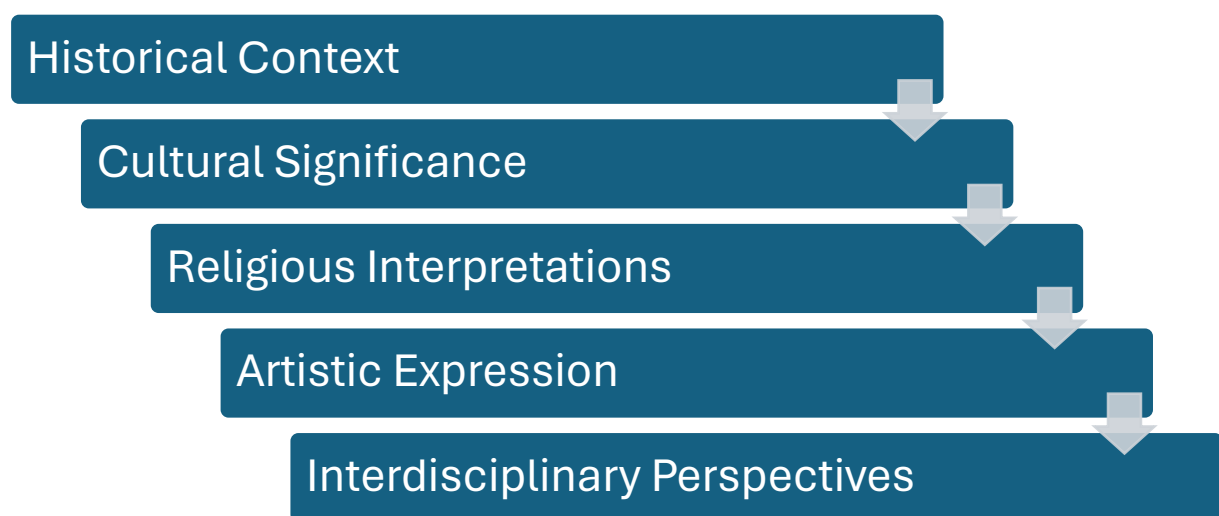 Historical Context
Cultural Significance
Religious Interpretations
Artistic Expression
Interdisciplinary Perspectives